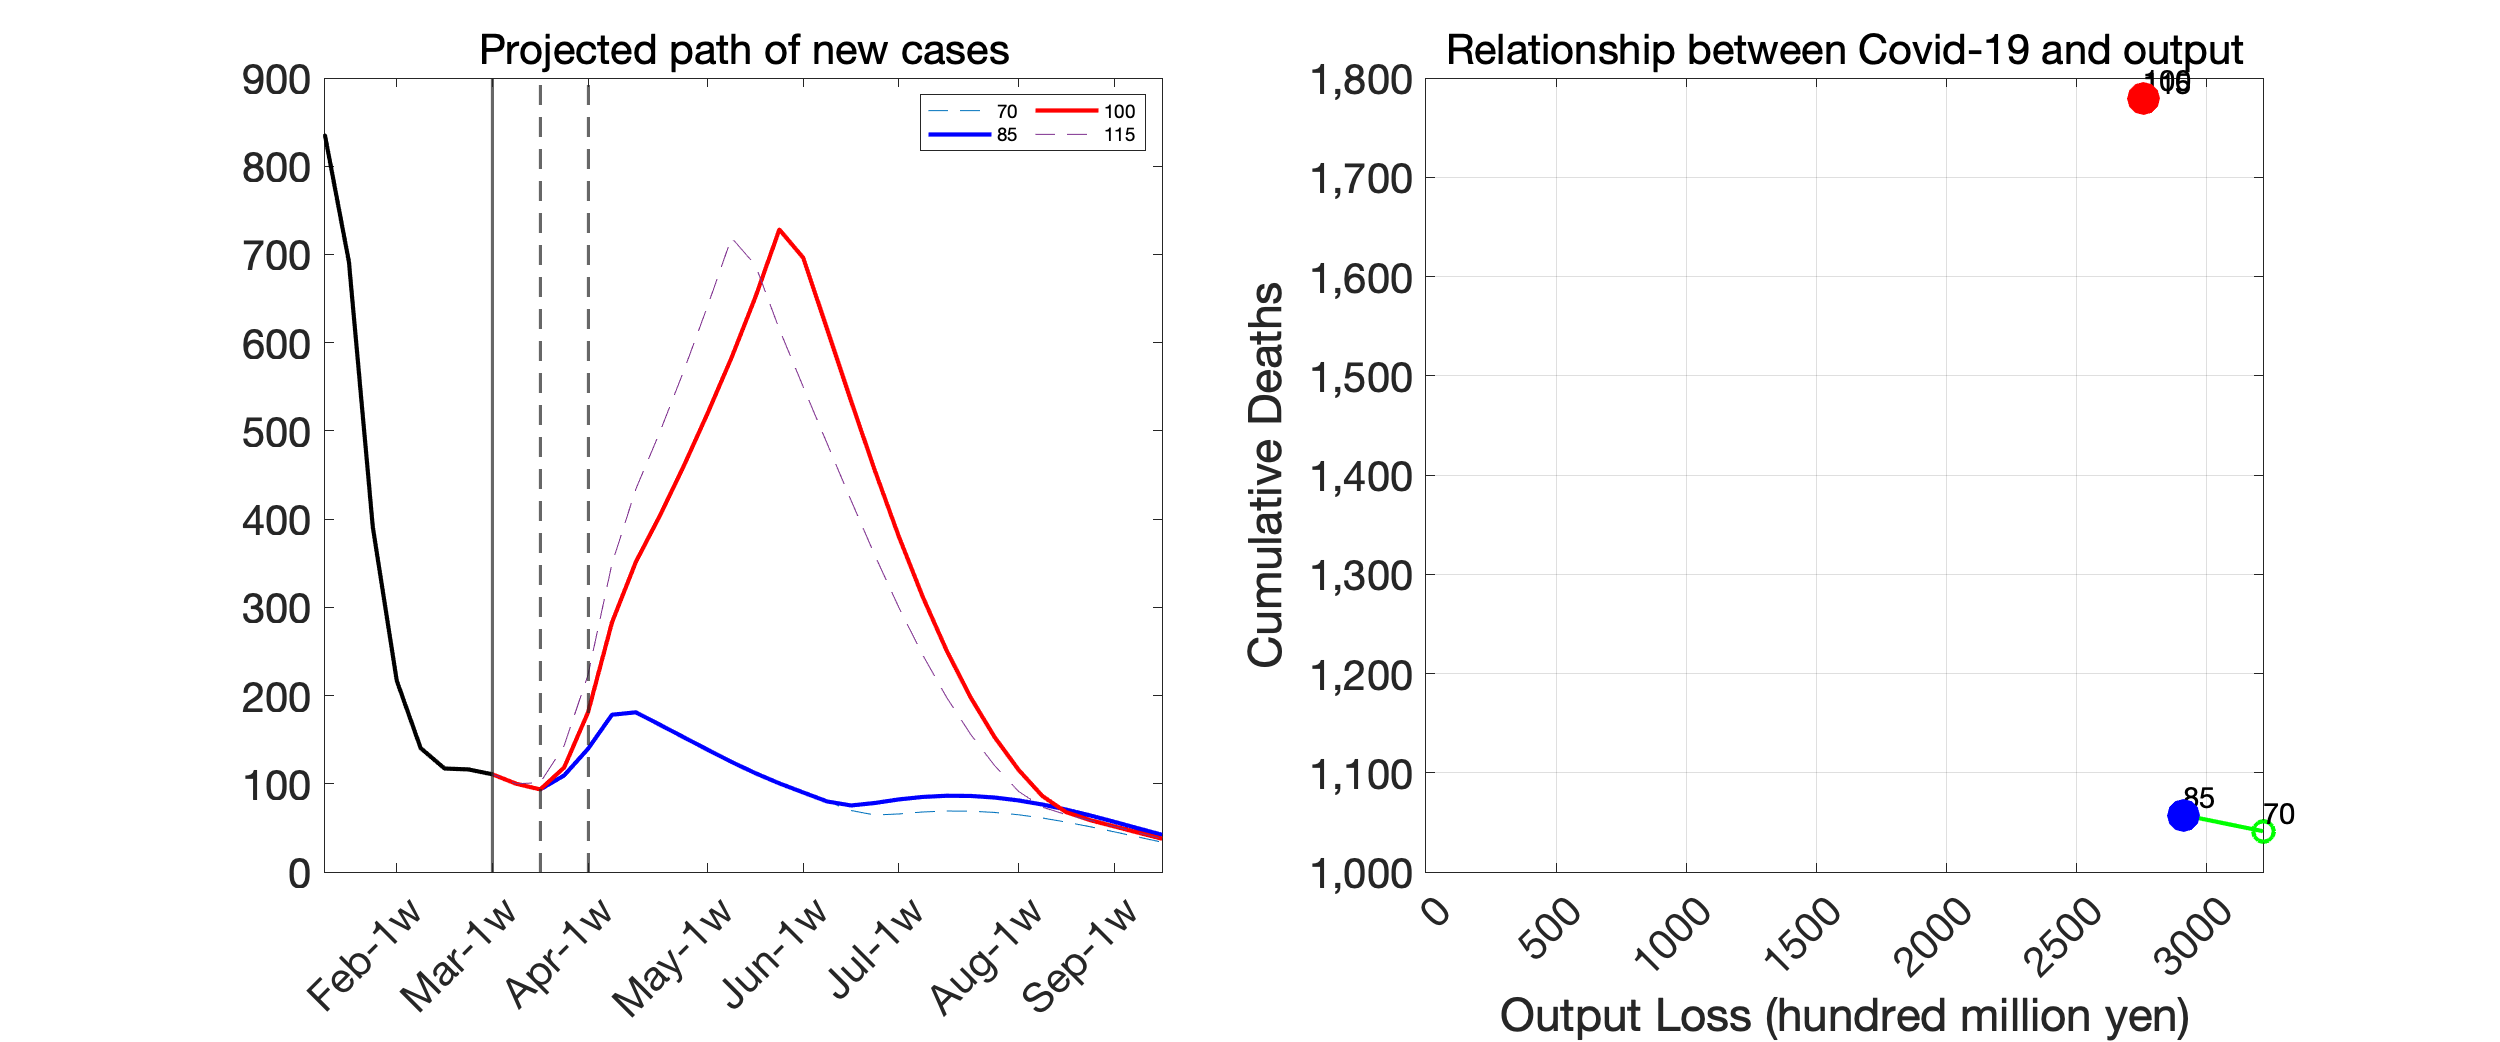 Projected path of new cases
900
800
700
600
500
400
300
200
100
0
70
100
85
115
Feb-1w
Mar-1w
Apr-1w
May-1w
Jun-1w
Jul-1w
Aug-1w
Sep-1w
Relationship between Covid-19 and output
Cumulative Deaths
1,800
1,700
1,600
1,500
1,400
1,300
1,200
1,100
1,000
85
70
0
500
1000
1500
2000
2500
3000
Output Loss (hundred million yen)